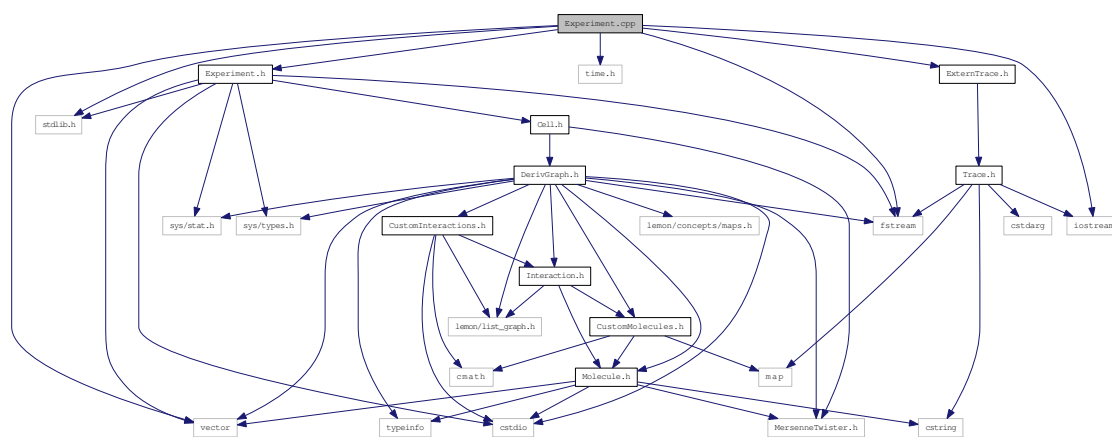 Experiment.cpp
Experiment.h
time.h
ExternTrace.h
stdlib.h
Cell.h
DerivGraph.h
Trace.h
sys/stat.h
sys/types.h
CustomInteractions.h
lemon/concepts/maps.h
fstream
cstdarg
iostream
Interaction.h
lemon/list_graph.h
CustomMolecules.h
cmath
Molecule.h
map
vector
typeinfo
cstdio
MersenneTwister.h
cstring